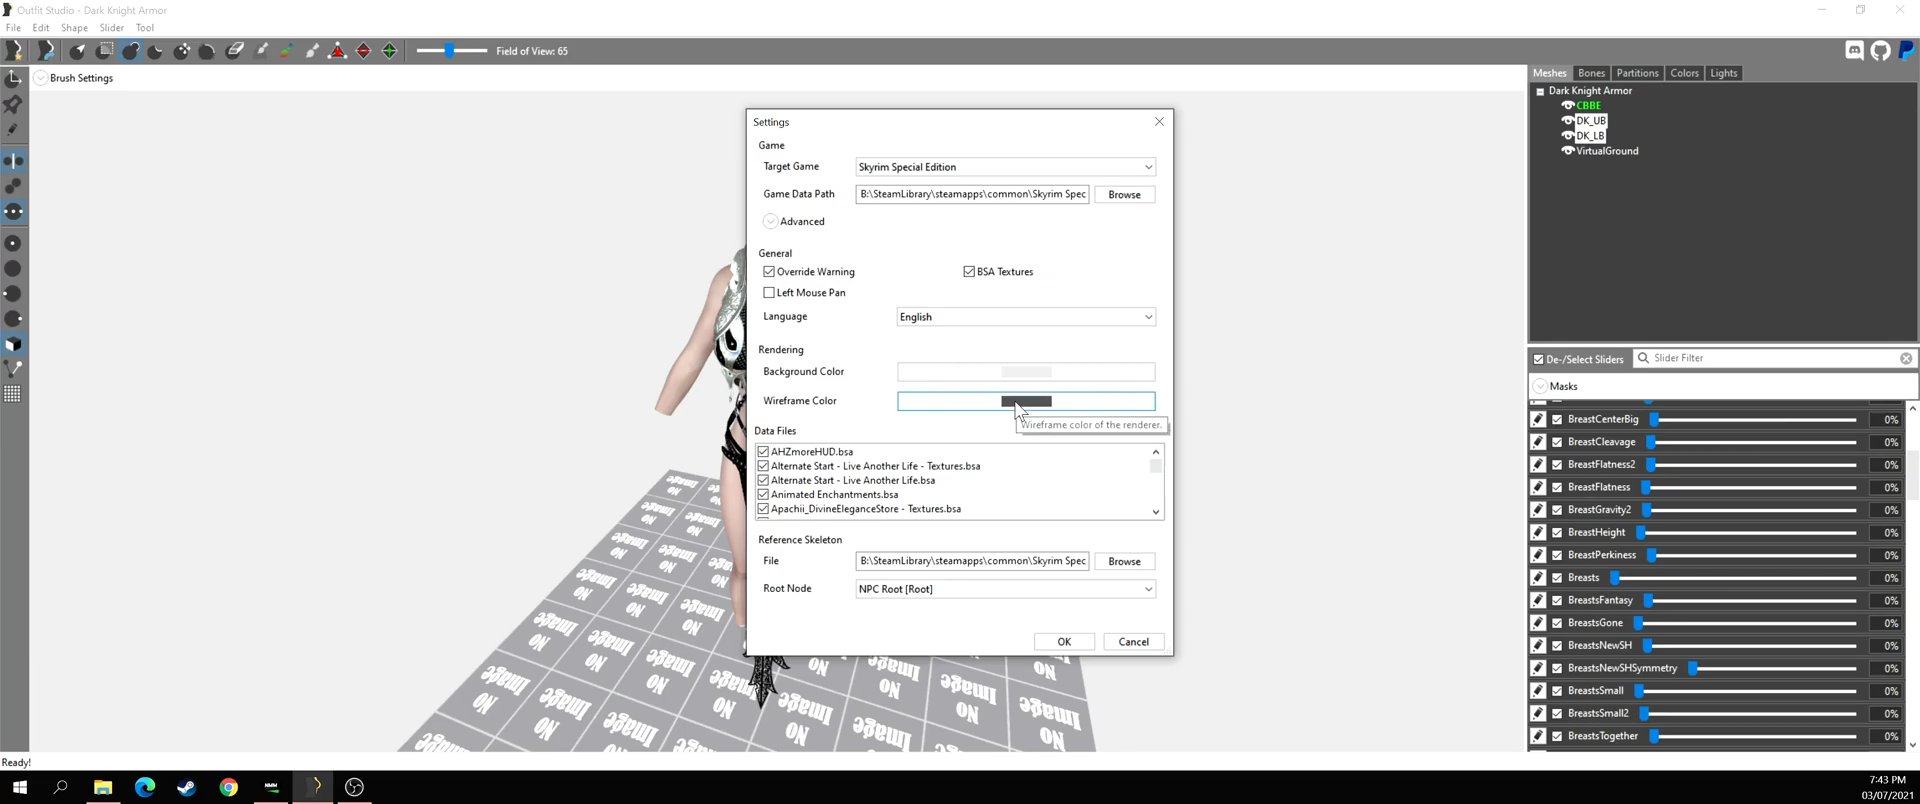 Outfit Studio - Dark Knight Armor
File Edit Shape Slider Tool
Field of View: 65
Brush Settings
Meshes Bones Partitions Colors Lights
Dark Knight Armor
CBBE
DK_UB
DK_LB
VirtualGround
Settings
Game
Target Game Skyrim Special Edition
Game Data Path B:\SteamLibrary\steamapps\common\Skyrim Spec Browse
Advanced
General
Override Warning BSA Textures
Left Mouse Pan
Language English
Rendering
Background Color
Wireframe Color
Wireframe color of the renderer.
Data Files
AHZmoreHUD.bsa
Alternate Start - Live Another Life - Textures.bsa
Alternate Start - Live Another Life.bsa
Animated Enchantments.bsa
Apachii_DivineEleganceStore - Textures.bsa
Reference Skeleton
File B:\SteamLibrary\steamapps\common\Skyrim Spec Browse
Root Node NPC Root [Root]
OK Cancel
De-/Select Sliders Slider Filter
Masks
BreastCenterBig 0%
BreastCleavage 0%
BreastFlatness2 0%
BreastFlatness 0%
BreastGravity2 0%
BreastHeight 0%
BreastPerkiness 0%
Breasts 0%
BreastsFantasy 0%
BreastsGone 0%
BreastsNewSH 0%
BreastsNewSHSymmetry 0%
BreastsSmall 0%
BreastsSmall2 0%
BreastsTogether 0%
No Image
Ready!
7:43 PM
03/07/2021